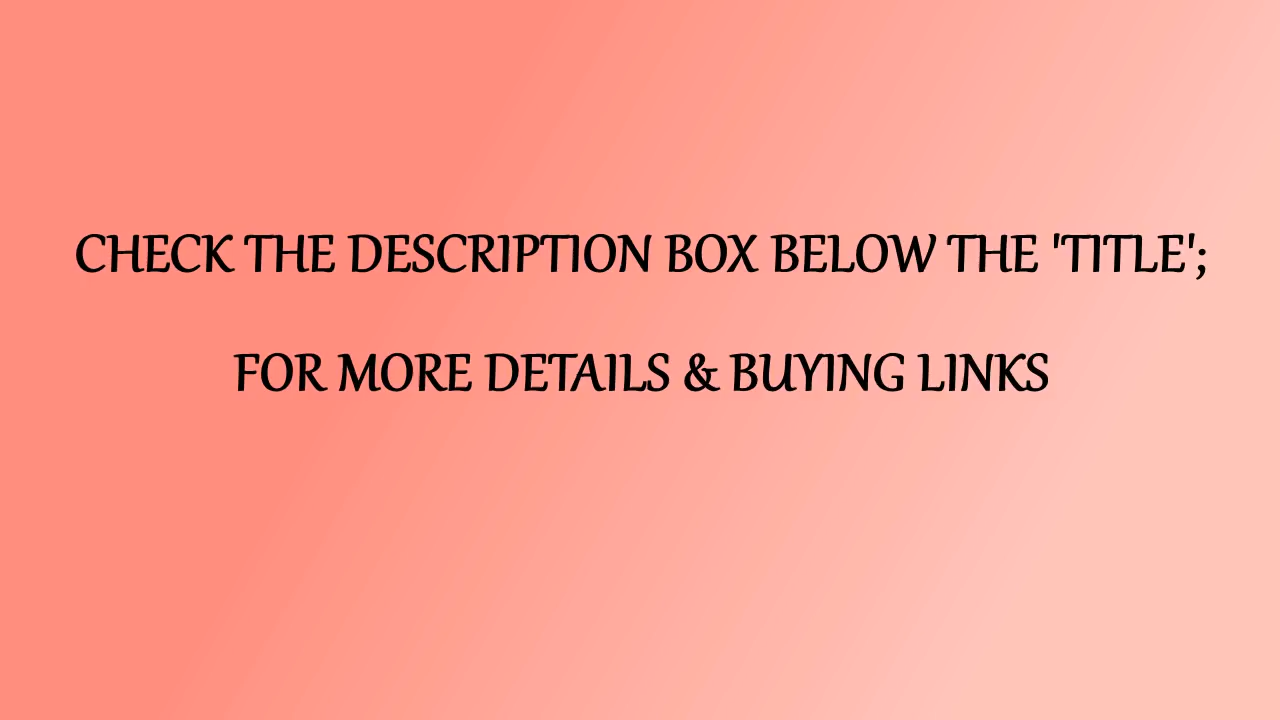 CHECK THE DESCRIPTION BOX BELOW THE 'TITLE';
FOR MORE DETAILS & BUYING LINKS